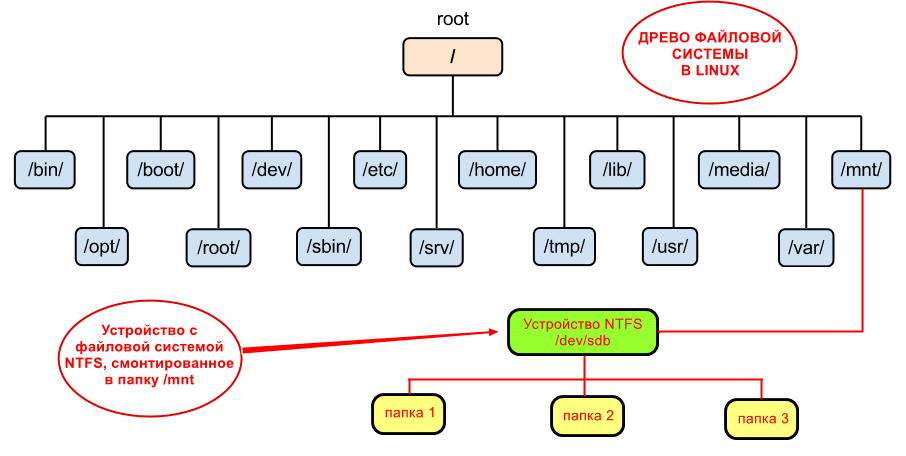 root
/
ДРЕВО ФАЙЛОВОЙ
СИСТЕМЫ
В LINUX
/bin/
/boot/
/dev/
/etc/
/home/
/lib/
/media/
/mnt/
/opt/
/root/
/sbin/
/srv/
/tmp/
/usr/
/var/
Устройство с
файловой системой
NTFS, смонтированное
в папку /mnt
Устройство NTFS
/dev/sdb
папка 1
папка 2
папка 3